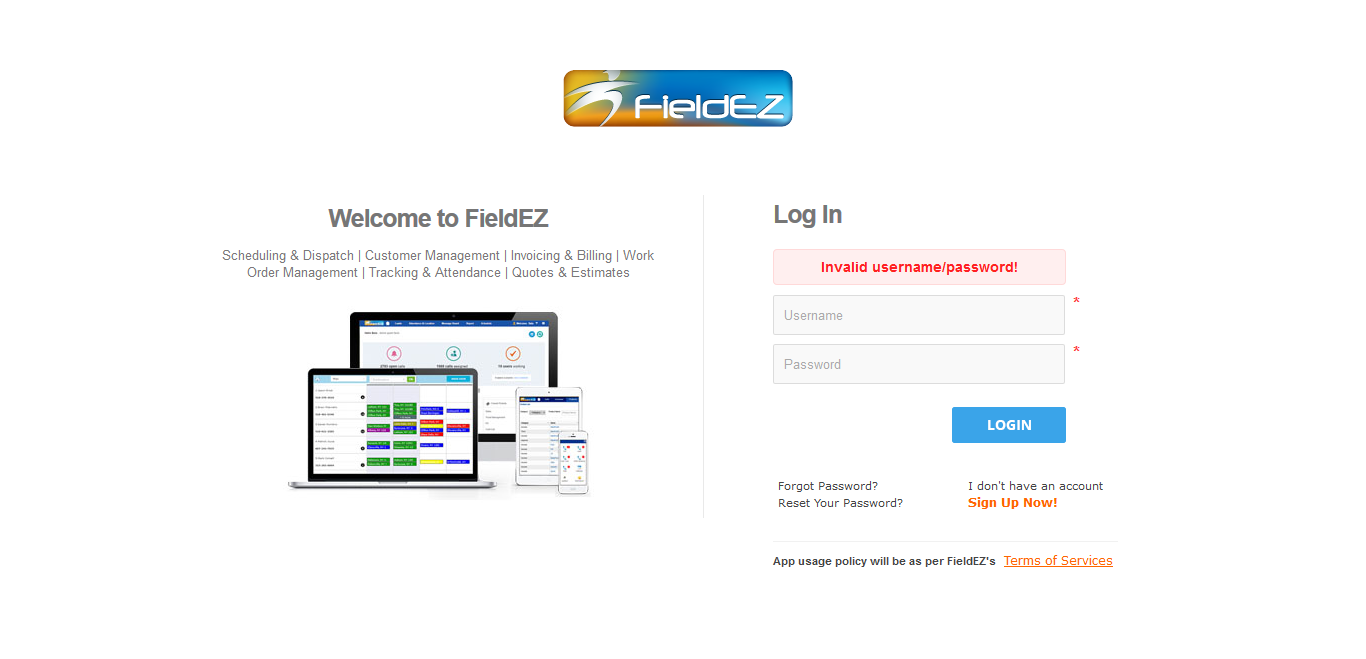 FieldEZ
Welcome to FieldEZ
Scheduling & Dispatch | Customer Management | Invoicing & Billing | Work
Order Management | Tracking & Attendance | Quotes & Estimates
Log In
Invalid username/password!
Username
*
Password
*
LOGIN
Forgot Password?
Reset Your Password?
I don't have an account
Sign Up Now!
App usage policy will be as per FieldEZ's Terms of Services